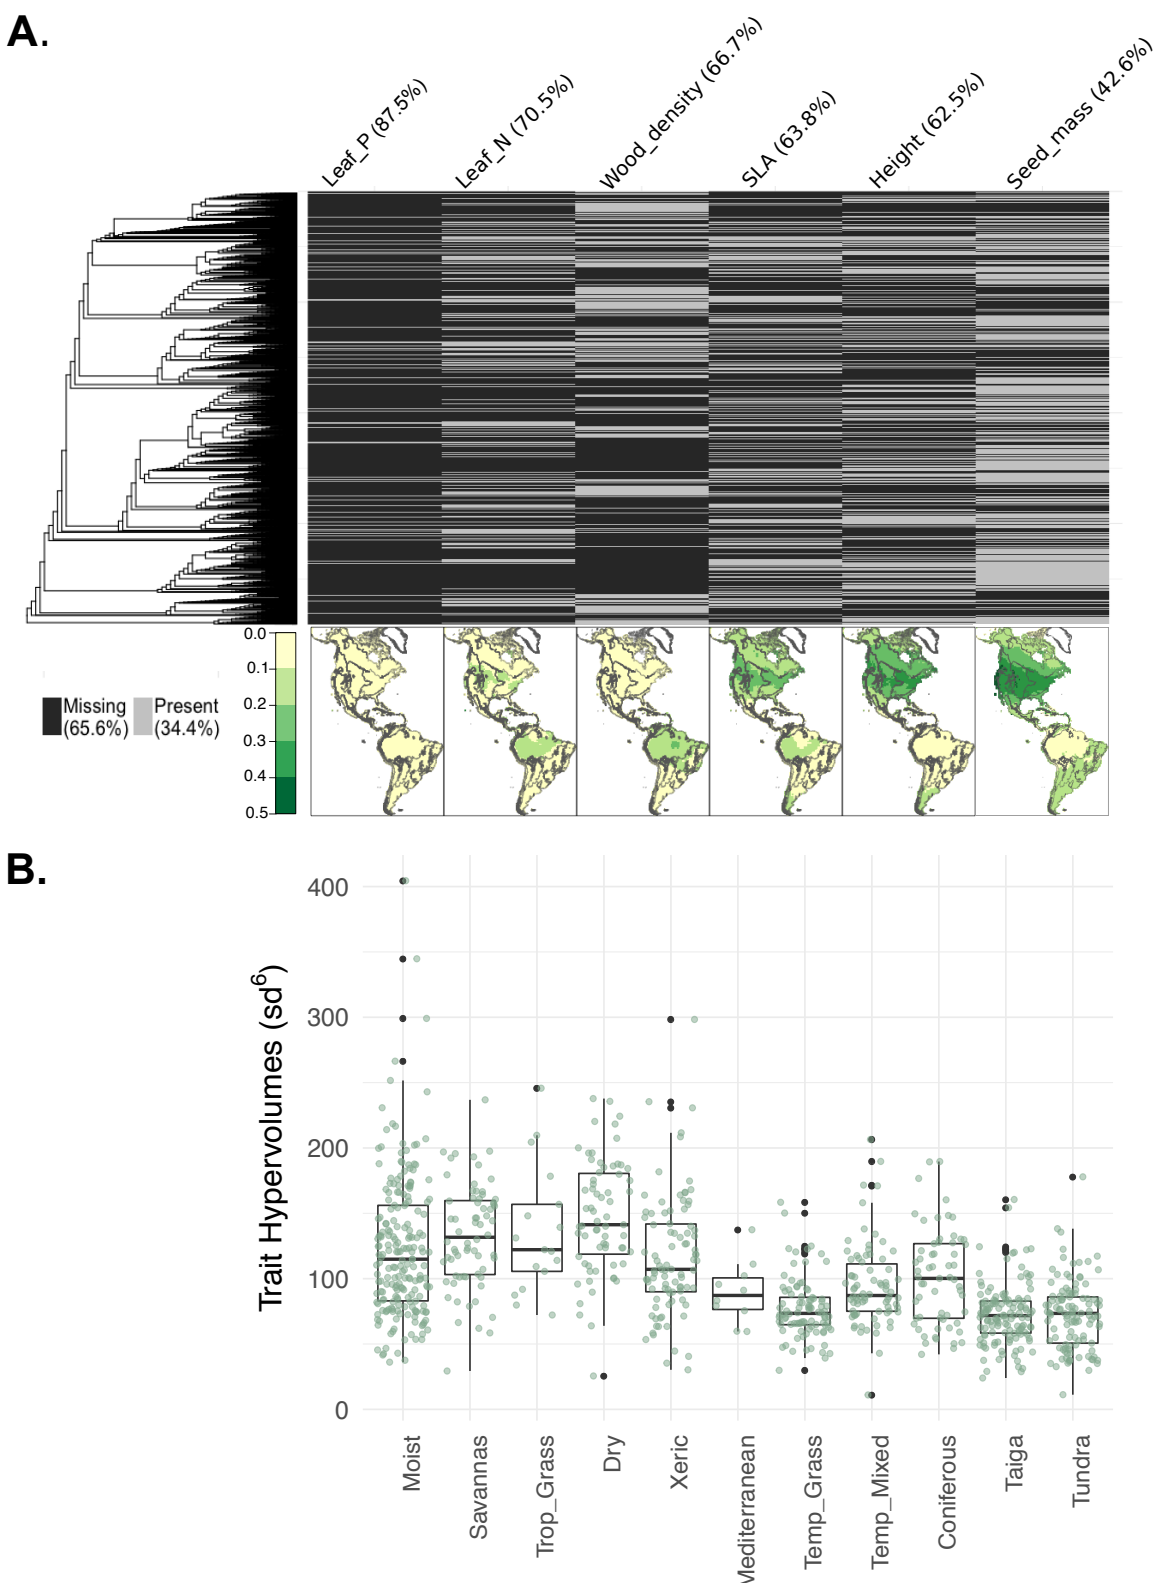 A.
Leaf_P (87.5%)
Leaf_N (70.5%)
Wood_density (66.7%)
SLA (63.8%)
Height (62.5%)
Seed_mass (42.6%)
0.0
0.1
0.2
0.3
0.4
0.5
Missing
(65.6%)
Present
(34.4%)
B.
Trait Hypervolumes (sd⁶)
400
300
200
100
0
Moist
Savannas
Trop_Grass
Dry
Xeric
Mediterranean
Temp_Grass
Temp_Mixed
Coniferous
Taiga
Tundra